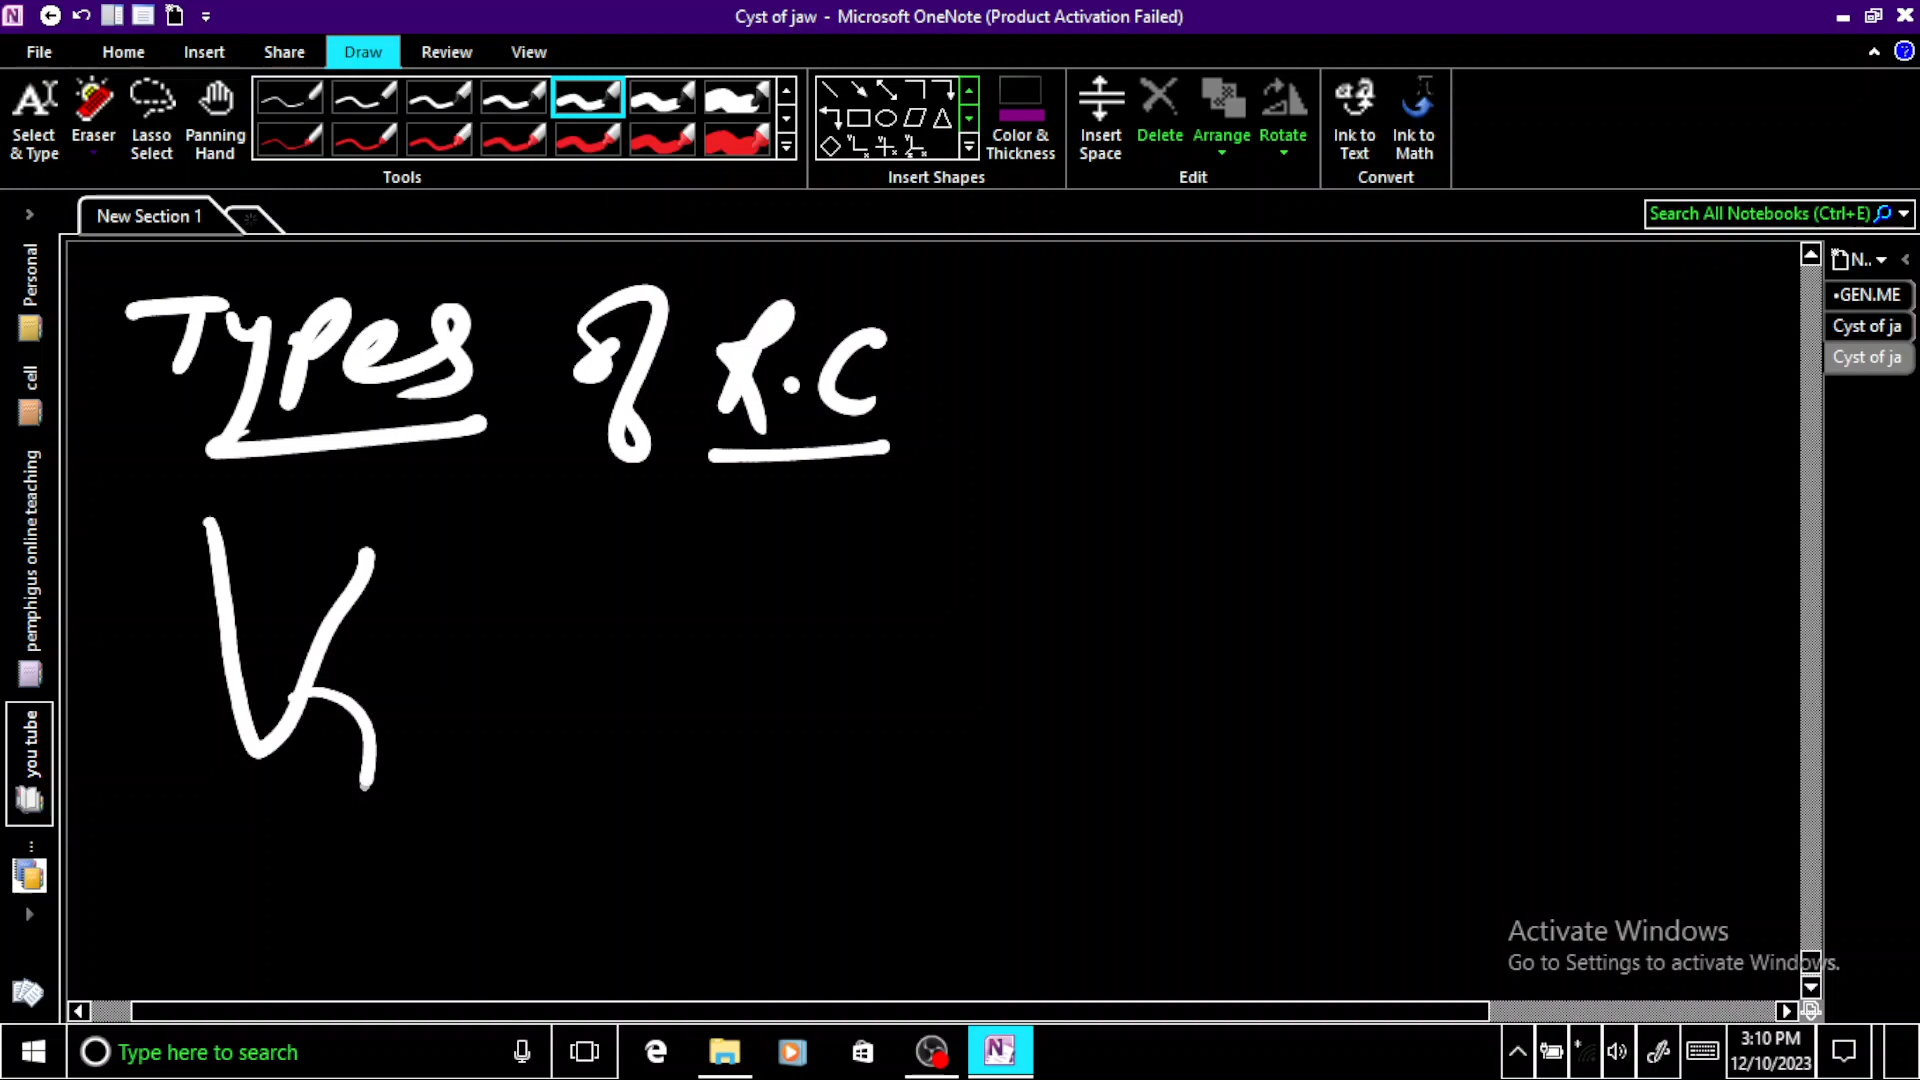 Cyst of jaw - Microsoft OneNote (Product Activation Failed)
File Home Insert Share Draw Review View
Select & Type Eraser Lasso Select Panning Hand Color & Thickness Insert Space Delete Arrange Rotate Ink to Text Ink to Math
Tools Insert Shapes Edit Convert
New Section 1
Search All Notebooks (Ctrl+E)
N..
•GEN.ME
Cyst of ja
Cyst of ja
Personal
cell
pemphigus online teaching
you tube
Types of R.C
Activate Windows
Go to Settings to activate Windows.
Type here to search
3:10 PM
12/10/2023